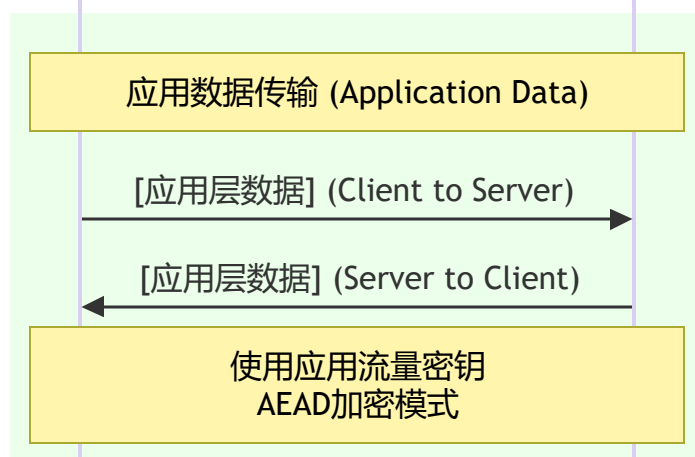 应用数据传输 (Application Data)
[应用层数据] (Client to Server)
[应用层数据] (Server to Client)
使用应用流量密钥
AEAD加密模式